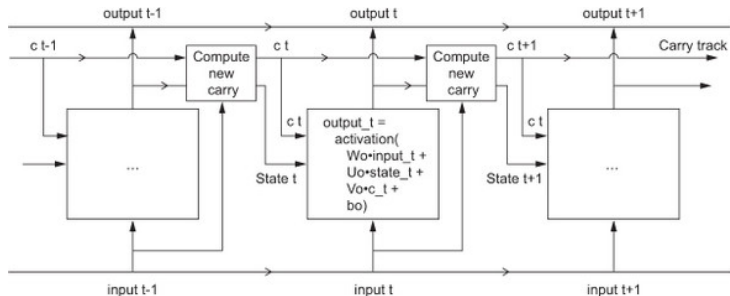 output t-1
output t
output t+1
c t-1
Compute
new
carry
c t
Compute
new
carry
c t+1
Carry track
c t
output_t =
activation(
Wo•input_t +
Uo•state_t +
Vo•c_t +
bo)
c t
...
State t
State t+1
...
input t-1
input t
input t+1